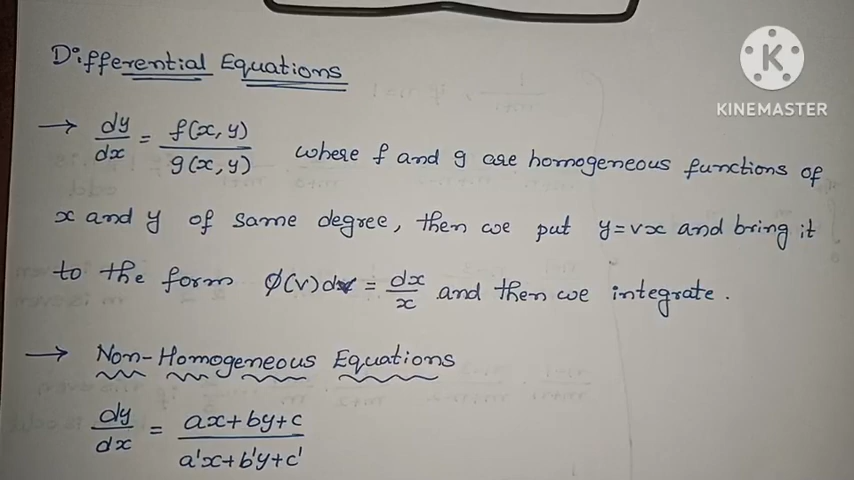 Differential Equations
K
KINEMASTER
→ dy/dx = f(x, y)/g(x, y) where f and g are homogeneous functions of
x and y of same degree, then we put y=vx and bring it
to the form φ(v)dv = dx/x and then we integrate.
→ Non-Homogeneous Equations
dy/dx = ax+by+c/a'x+b'y+c'